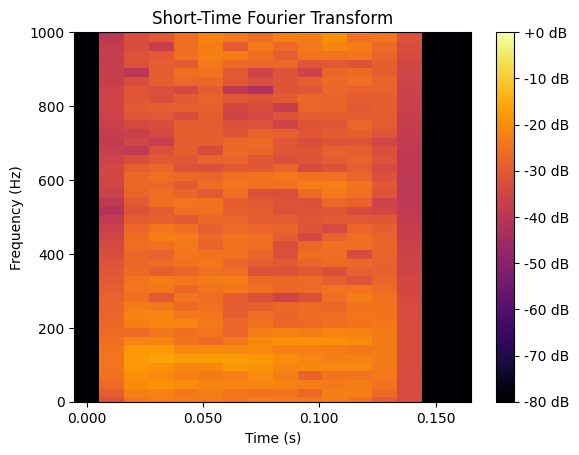 Short-Time Fourier Transform
1000
800
600
400
200
0
Frequency (Hz)
0.000
0.050
0.100
0.150
Time (s)
+0 dB
-10 dB
-20 dB
-30 dB
-40 dB
-50 dB
-60 dB
-70 dB
-80 dB